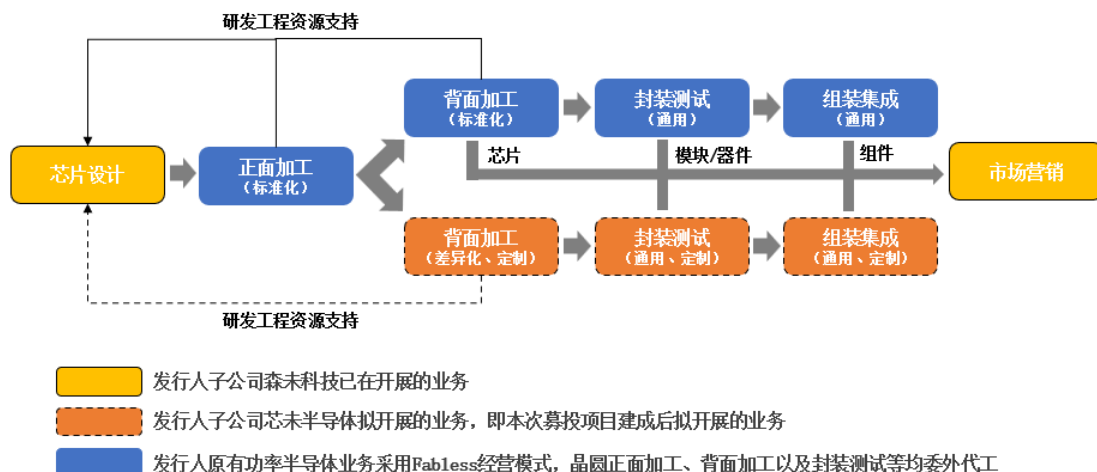 研发工程资源支持
背面加工
（标准化）
封装测试
（通用）
组装集成
（通用）
芯片设计
正面加工
（标准化）
芯片
模块/器件
组件
市场营销
背面加工
（差异化、定制）
封装测试
（通用、定制）
组装集成
（通用、定制）
研发工程资源支持
发行人子公司森未科技已在开展的业务
发行人子公司芯未半导体拟开展的业务，即本次募投项目建成后拟开展的业务
发行人原有功率半导体业务采用Fabless经营模式，晶圆正面加工、背面加工以及封装测试等均委外代工